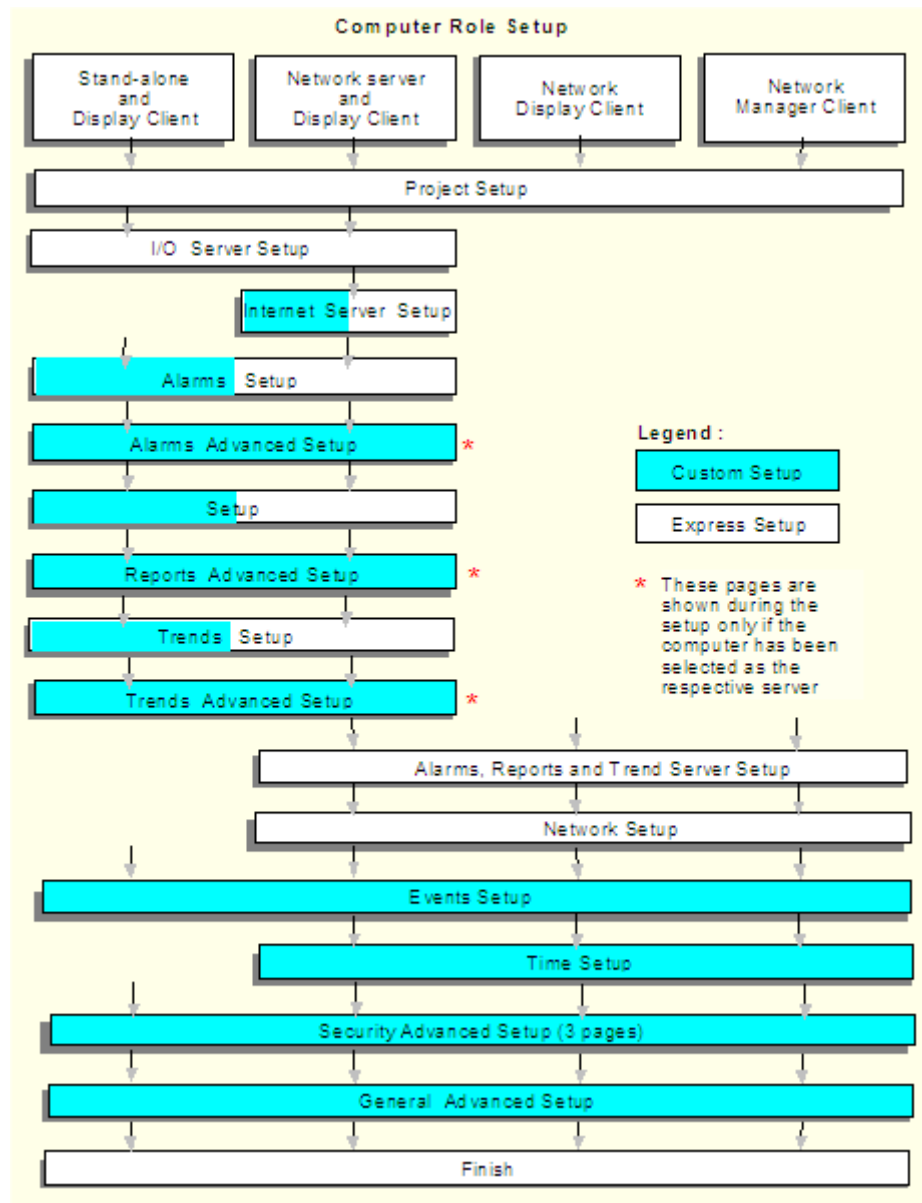 Computer Role Setup
Stand-alone
and
Display Client
Network server
and
Display Client
Network
Display Client
Network
Manager Client
Project Setup
I/O Server Setup
Internet Server Setup
Alarms Setup
Alarms Advanced Setup *
Setup
Reports Advanced Setup *
Trends Setup
Trends Advanced Setup *
Legend :
Custom Setup
Express Setup
* These pages are
shown during the
setup only if the
computer has been
selected as the
respective server
Alarms, Reports and Trend Server Setup
Network Setup
Events Setup
Time Setup
Security Advanced Setup (3 pages)
General Advanced Setup
Finish